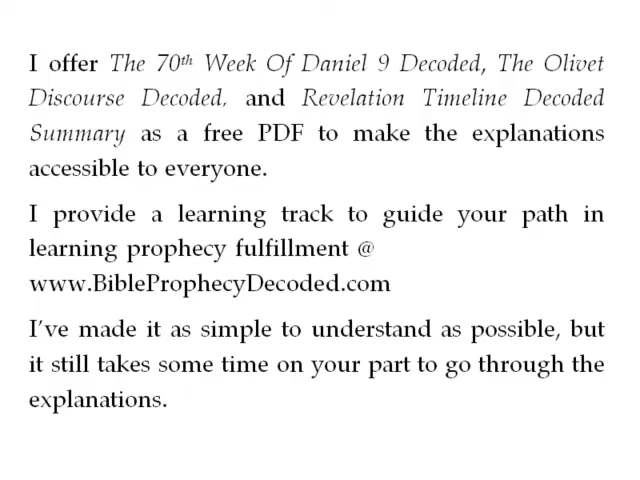 I offer The 70th Week Of Daniel 9 Decoded, The Olivet
Discourse Decoded, and Revelation Timeline Decoded
Summary as a free PDF to make the explanations
accessible to everyone.
I provide a learning track to guide your path in
learning prophecy fulfillment @
www.BibleProphecyDecoded.com
I’ve made it as simple to understand as possible, but
it still takes some time on your part to go through the
explanations.